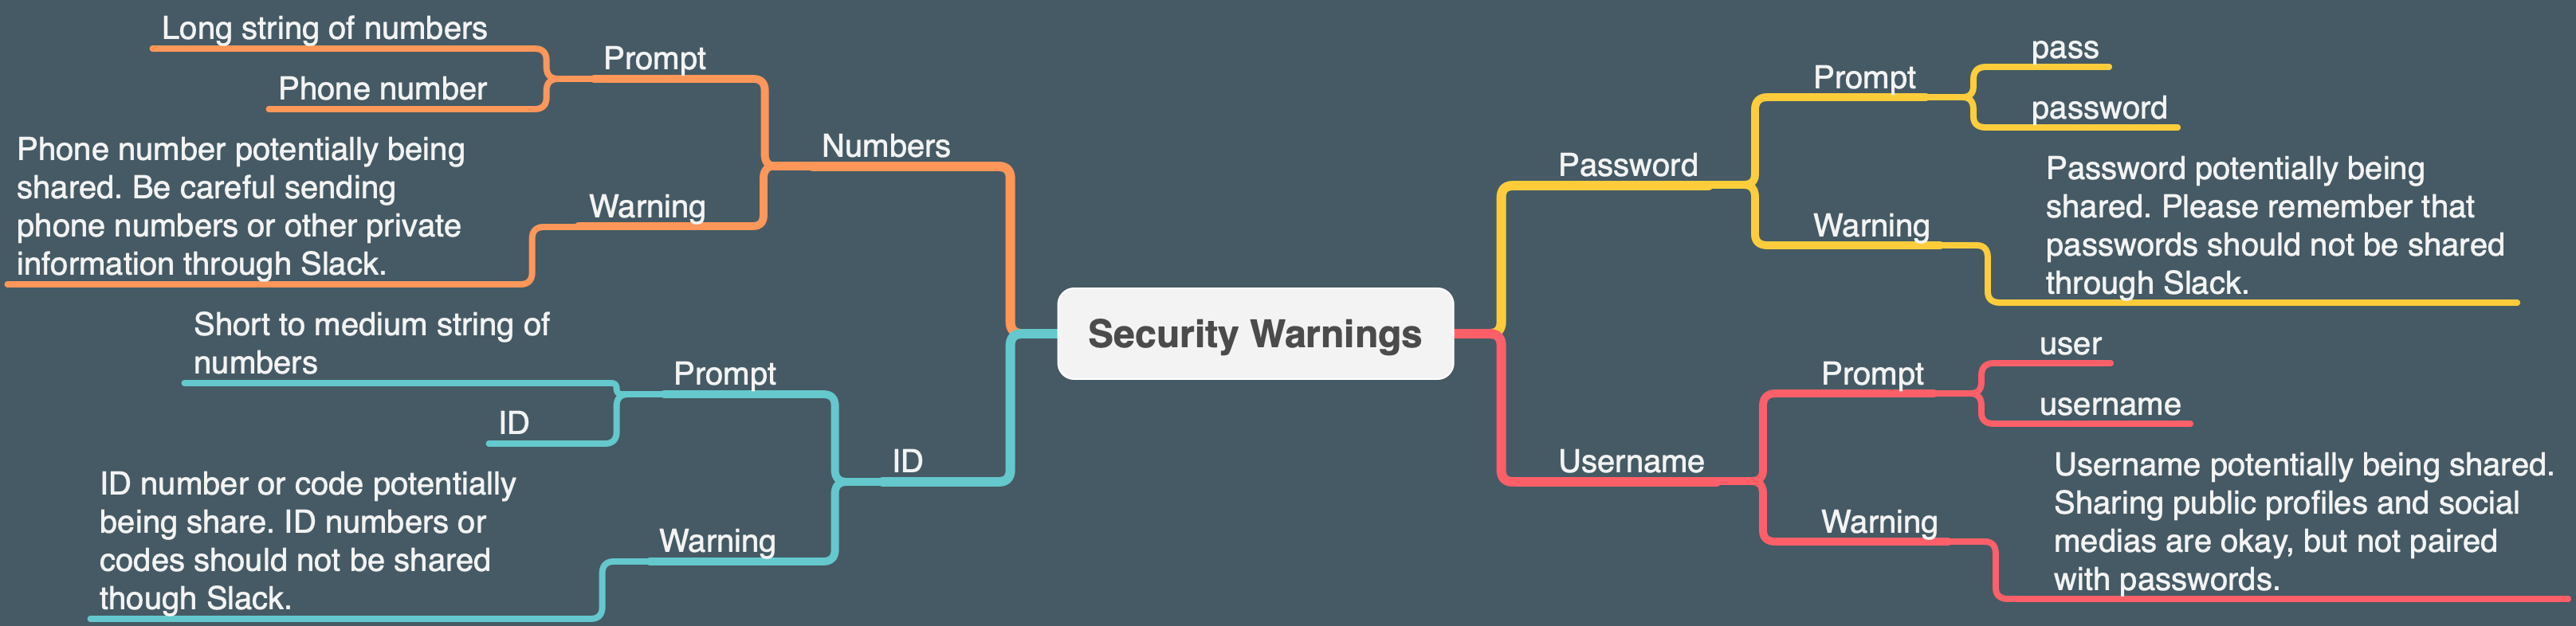 Long string of numbers
Prompt
Phone number
Numbers
Phone number potentially being
shared. Be careful sending
phone numbers or other private
information through Slack.
Warning
Short to medium string of
numbers
Prompt
ID
ID
ID number or code potentially
being share. ID numbers or
codes should not be shared
though Slack.
Warning
Security Warnings
Password
Prompt
pass
password
Warning
Password potentially being
shared. Please remember that
passwords should not be shared
through Slack.
Username
Prompt
user
username
Warning
Username potentially being shared.
Sharing public profiles and social
medias are okay, but not paired
with passwords.